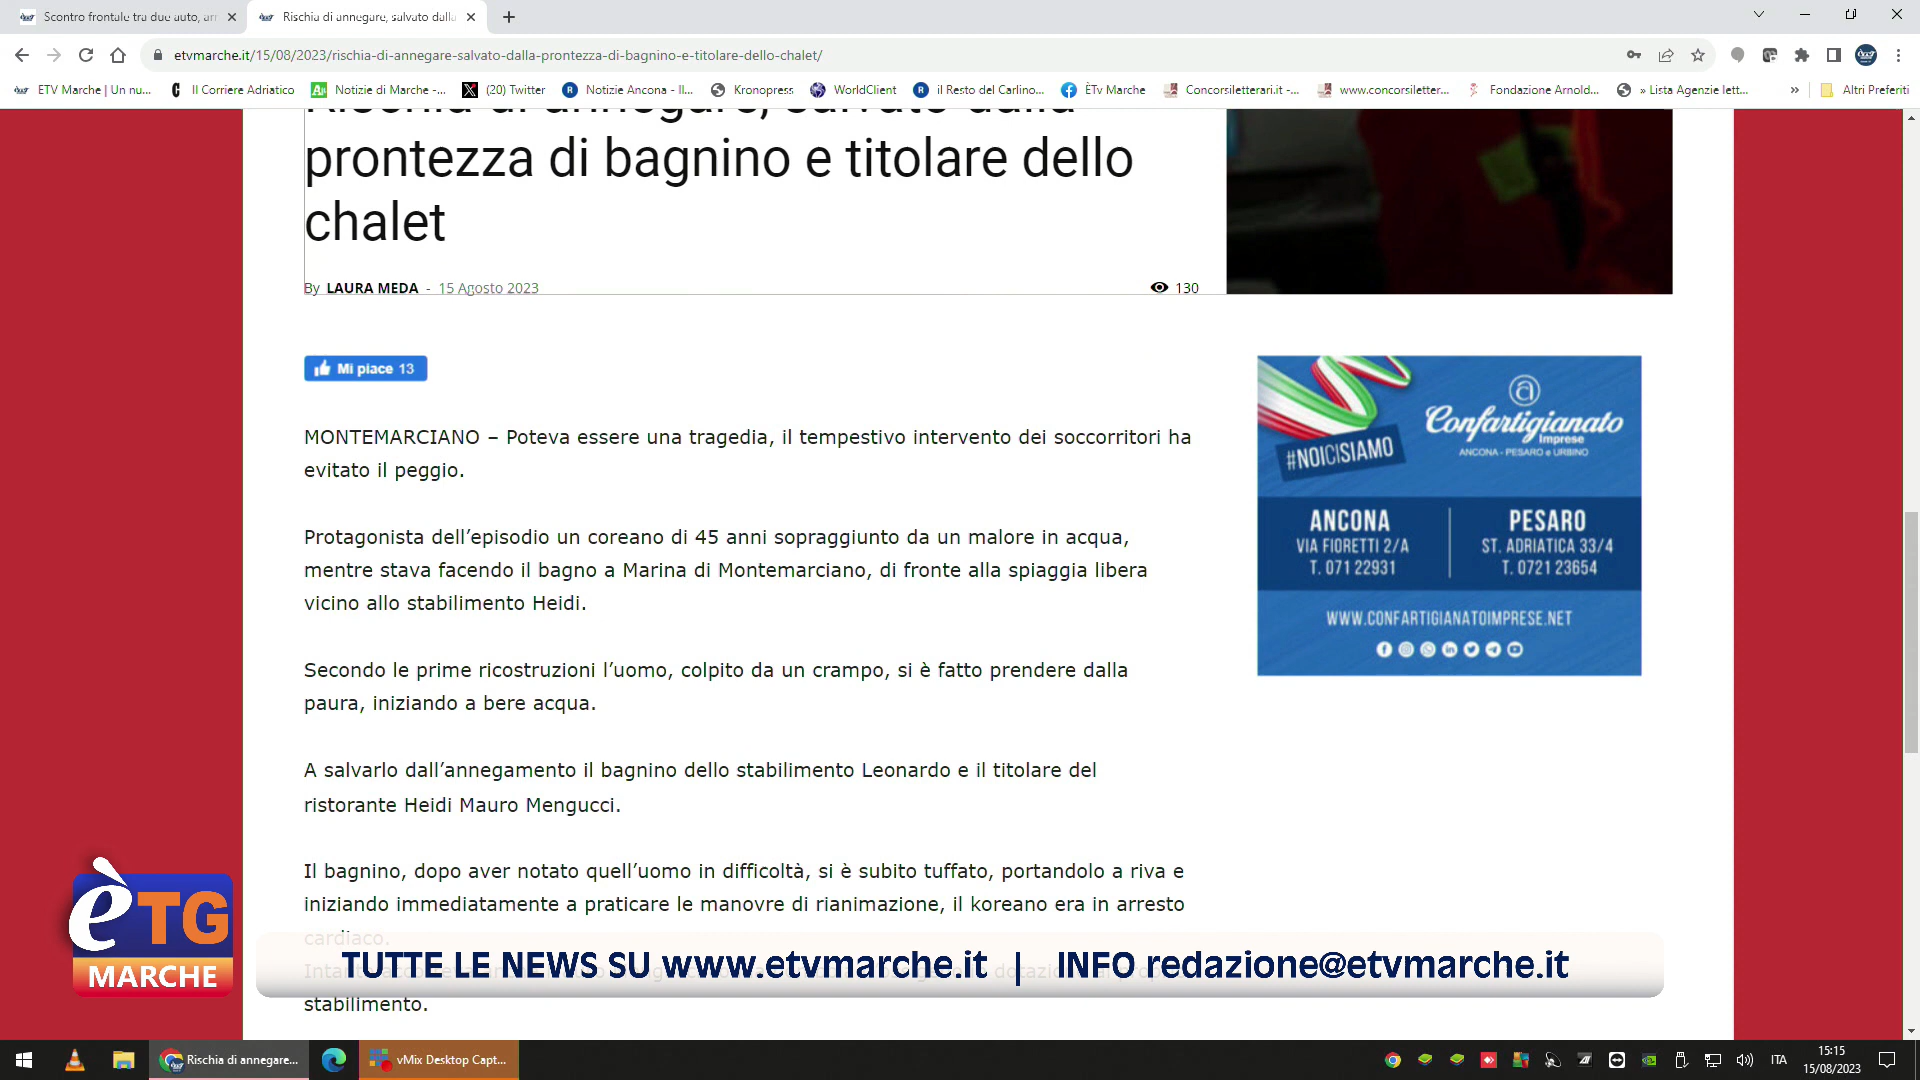 Scontro frontale tra due auto, arr
Rischia di annegare, salvato dalla
etvmarche.it/15/08/2023/rischia-di-annegare-salvato-dalla-prontezza-di-bagnino-e-titolare-dello-chalet/
ETV Marche | Un nu...
Il Corriere Adriatico
Notizie di Marche -...
(20) Twitter
Notizie Ancona - Il...
Kronopress
WorldClient
il Resto del Carlino...
ÈTv Marche
Concorsiletterari.it -...
www.concorsiletter...
Fondazione Arnold...
» Lista Agenzie lett...
»
Altri Preferiti
Rischia di annegare, salvato dalla
prontezza di bagnino e titolare dello
chalet
By LAURA MEDA - 15 Agosto 2023
130
Mi piace 13
MONTEMARCIANO – Poteva essere una tragedia, il tempestivo intervento dei soccorritori ha
evitato il peggio.
Protagonista dell’episodio un coreano di 45 anni sopraggiunto da un malore in acqua,
mentre stava facendo il bagno a Marina di Montemarciano, di fronte alla spiaggia libera
vicino allo stabilimento Heidi.
Secondo le prime ricostruzioni l’uomo, colpito da un crampo, si è fatto prendere dalla
paura, iniziando a bere acqua.
A salvarlo dall’annegamento il bagnino dello stabilimento Leonardo e il titolare del
ristorante Heidi Mauro Mengucci.
Il bagnino, dopo aver notato quell’uomo in difficoltà, si è subito tuffato, portandolo a riva e
iniziando immediatamente a praticare le manovre di rianimazione, il koreano era in arresto
cardiaco.
stabilimento.
#NOICISIAMO
Confartigianato
Imprese
ANCONA - PESARO e URBINO
ANCONA
VIA FIORETTI 2/A
T. 071 22931
PESARO
ST. ADRIATICA 33/4
T. 0721 23654
WWW.CONFARTIGIANATOIMPRESE.NET
èTG
MARCHE
TUTTE LE NEWS SU www.etvmarche.it | INFO redazione@etvmarche.it
Rischia di annegare...
vMix Desktop Capt...
ITA
15:15
15/08/2023